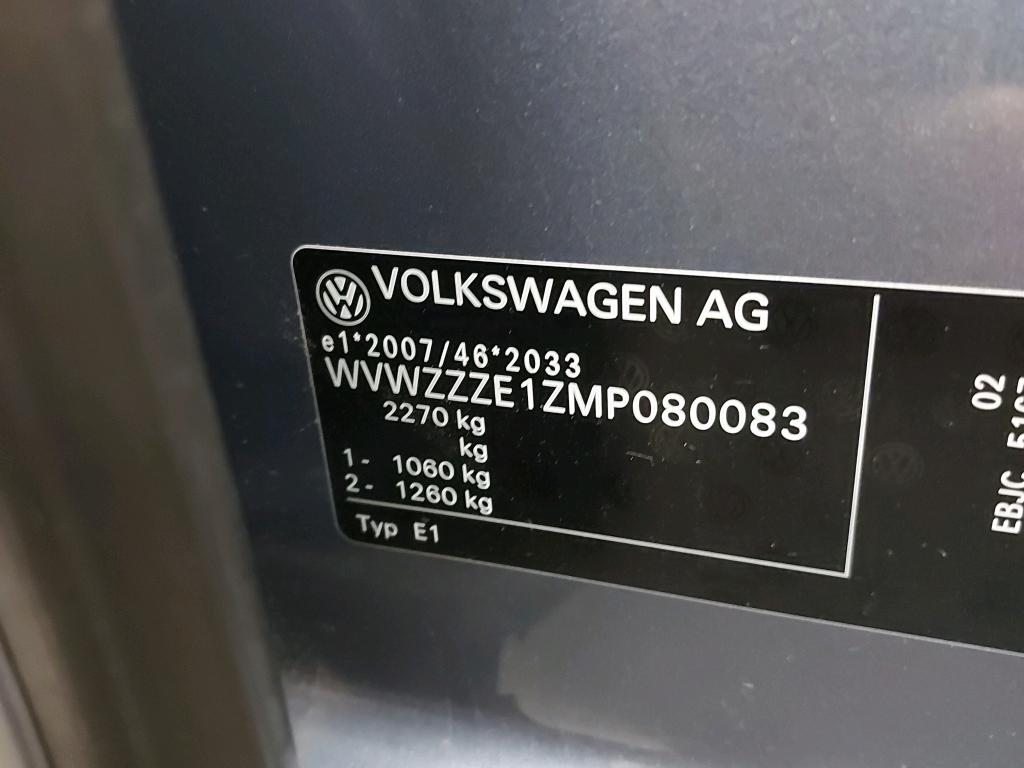 VOLKSWAGEN AG
e1*2007/46*2033
WVWZZZE1ZMP080083
2270 kg
kg
1- 1060 kg
2- 1260 kg
Typ E1
02
EBJC